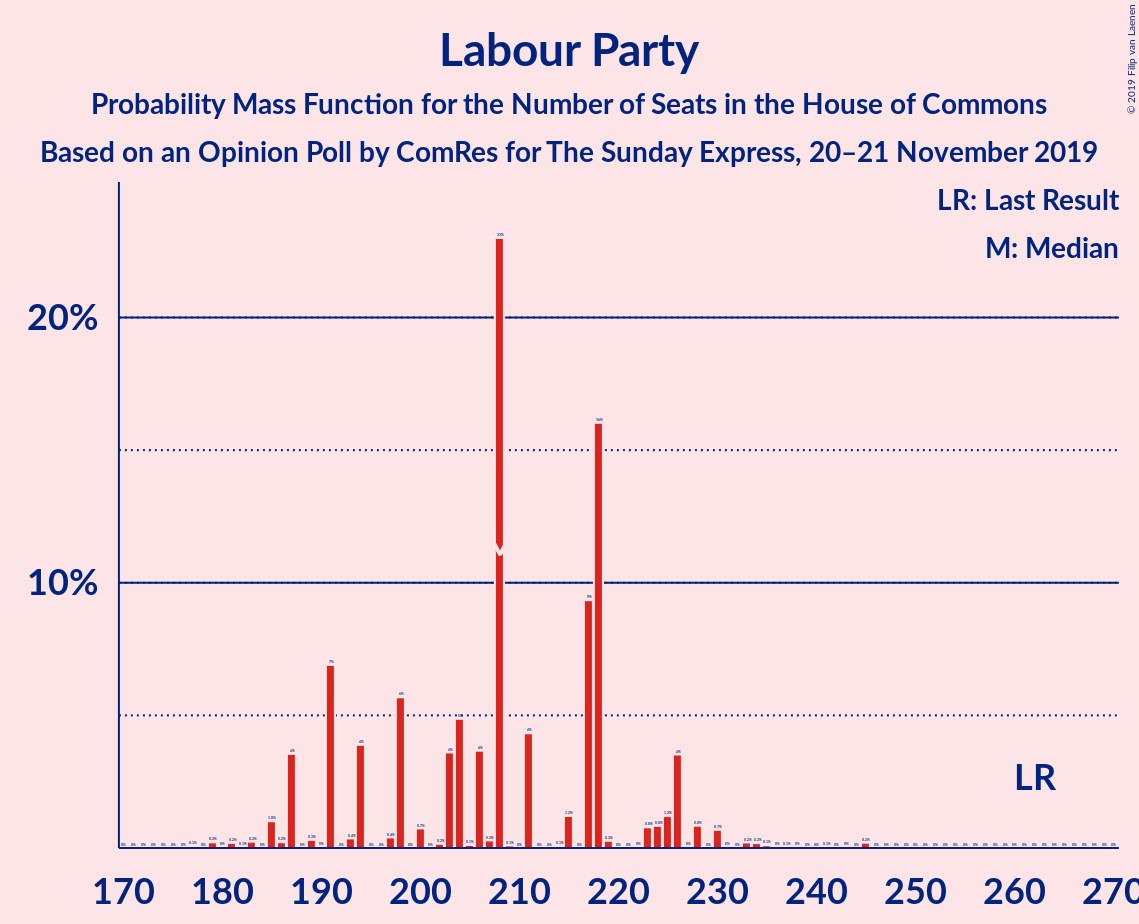 Labour Party
Probability Mass Function for the Number of Seats in the House of Commons
Based on an Opinion Poll by ComRes for The Sunday Express, 20–21 November 2019
© 2019 Filip van Laenen
LR: Last Result
M: Median
20%
10%
M
LR
170 180 190 200 210 220 230 240 250 260 270